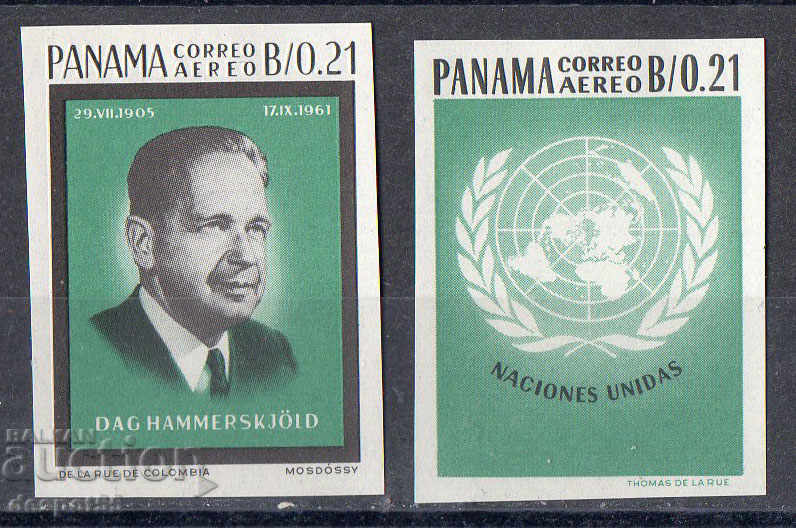 PANAMA CORREO AEREO B/0.21
29.VII.1905 17.IX.1961
DAG HAMMERSKJÖLD
DE LA RUE DE COLOMBIA MOSDÓSSY
PANAMA CORREO AEREO B/0.21
NACIONES UNIDAS
THOMAS DE LA RUE
BALKAN
auction